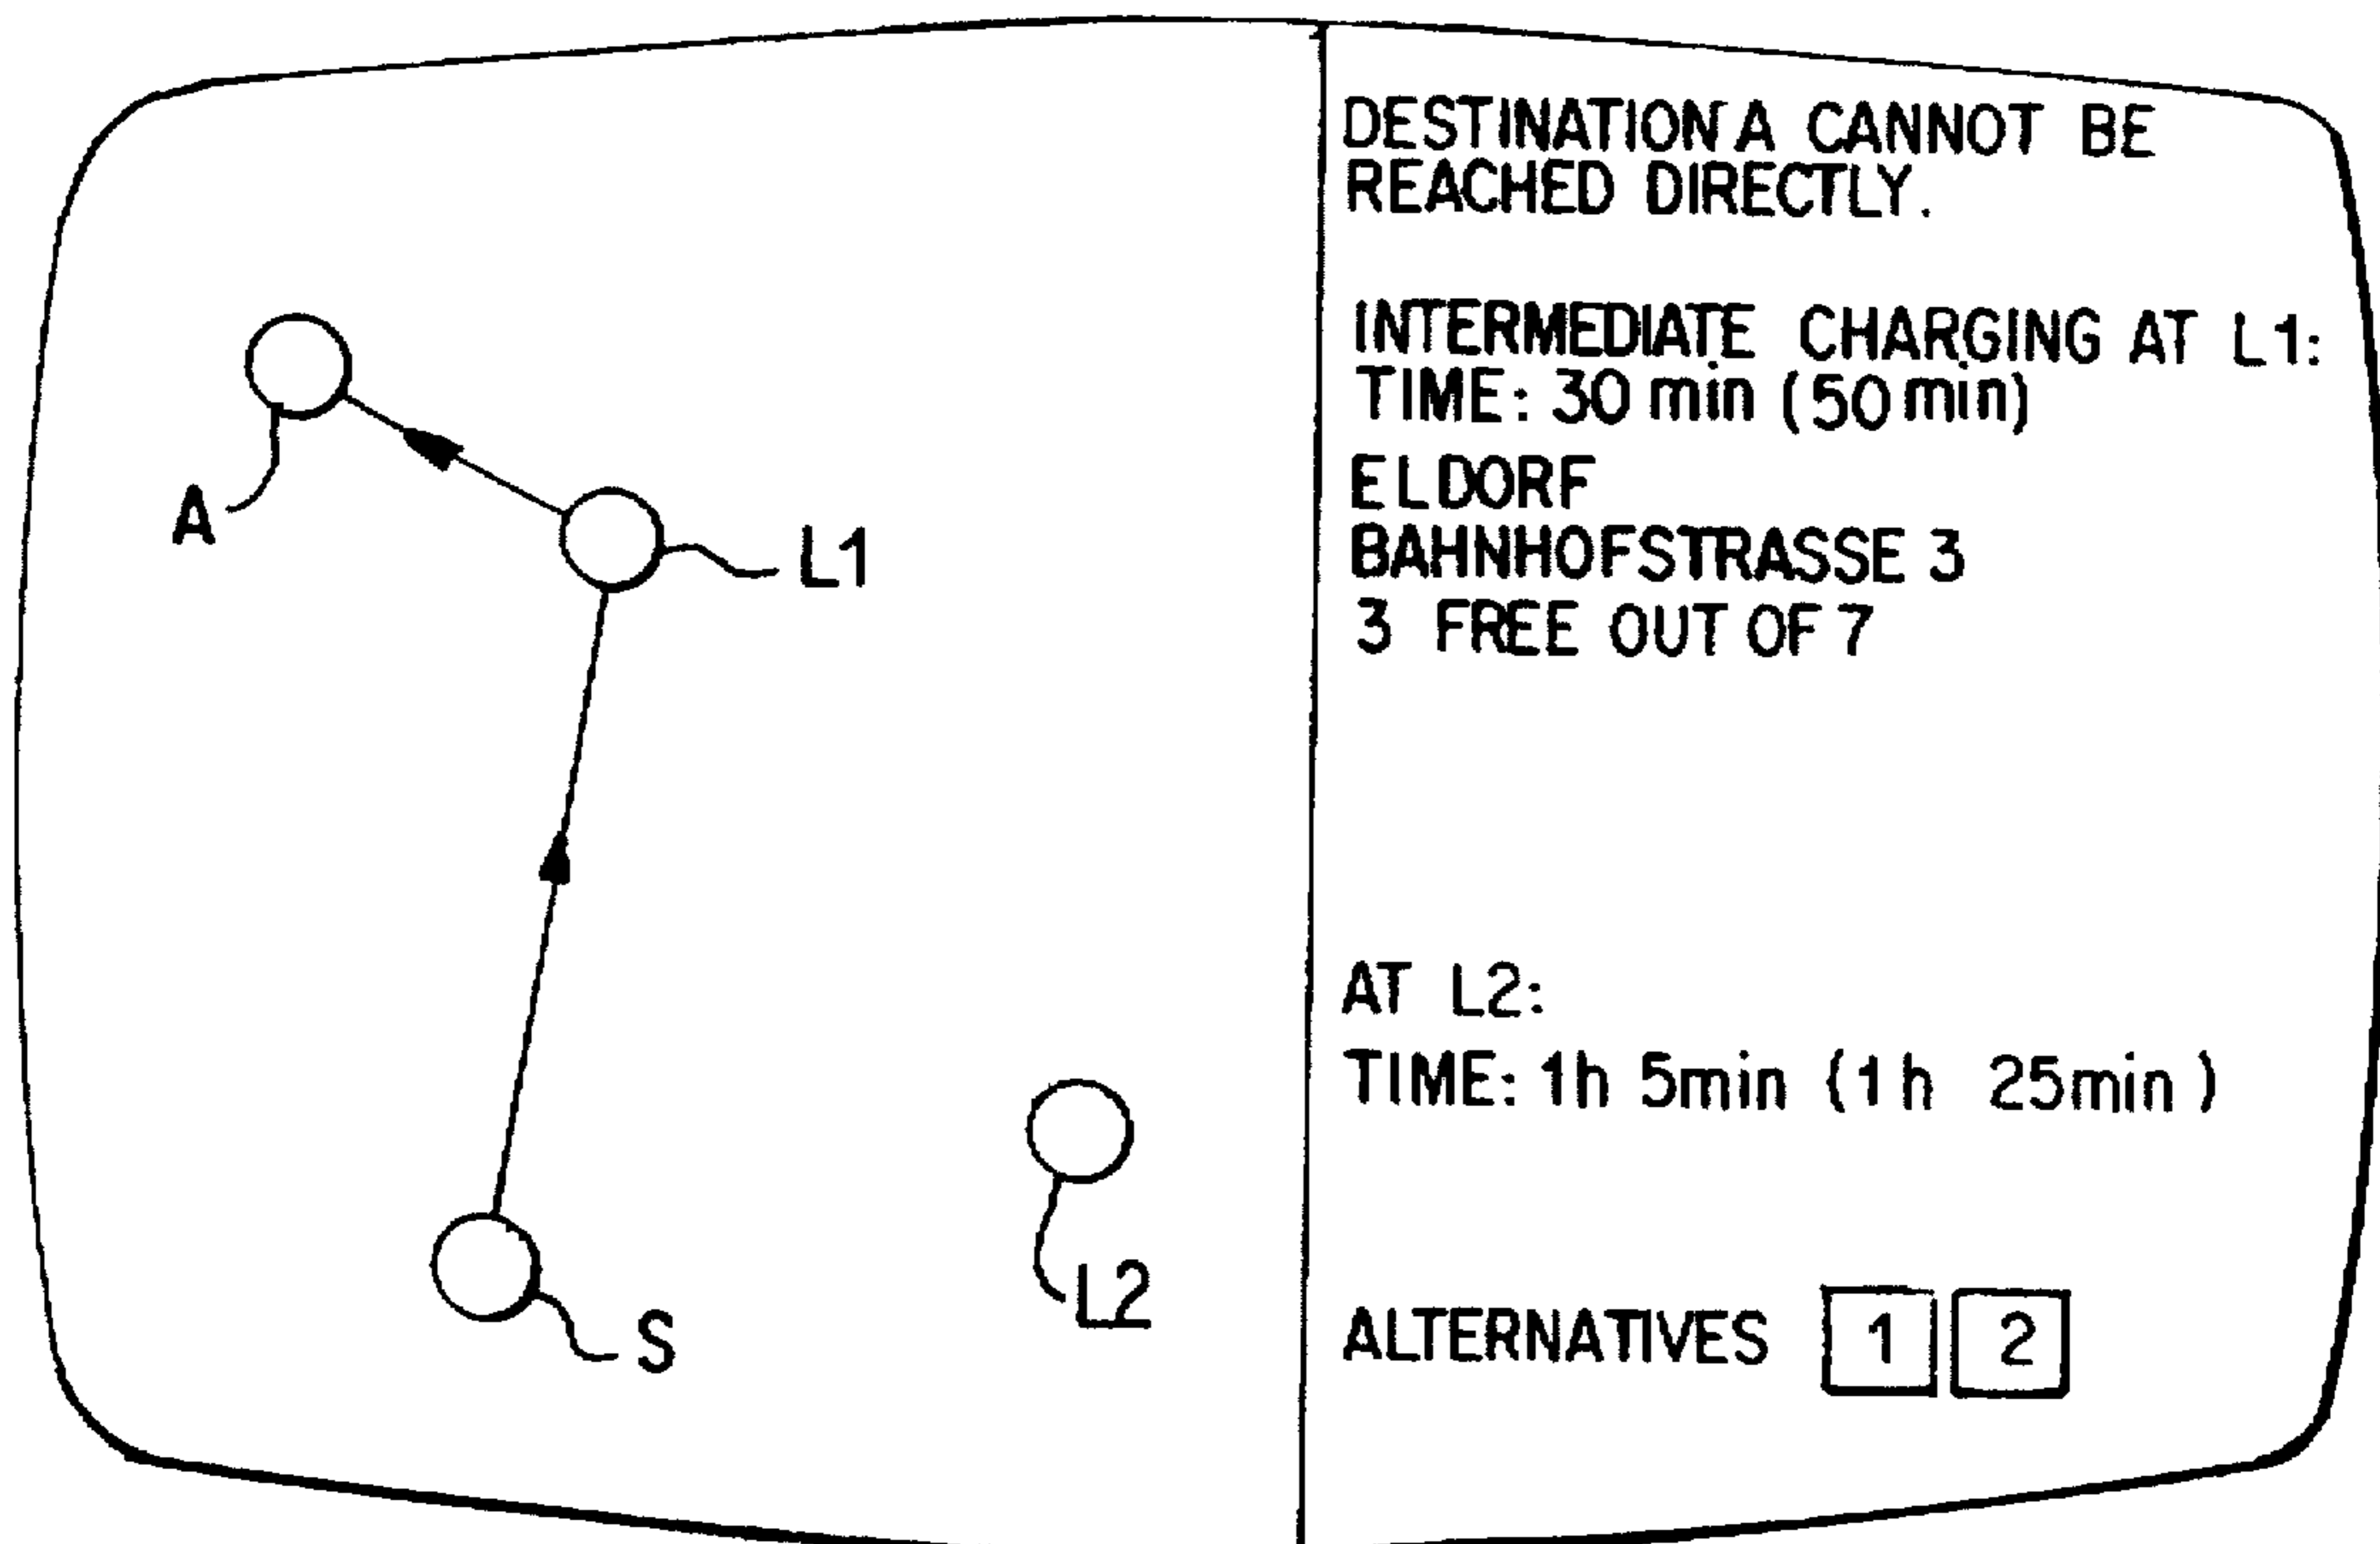 DESTINATION A CANNOT BE
REACHED DIRECTLY.
INTERMEDIATE CHARGING AT L1:
TIME: 30 min (50 min)
ELDORF
BAHNHOFSTRASSE 3
3 FREE OUT OF 7
AT L2:
TIME: 1h 5min (1h 25min)
ALTERNATIVES 1 2
A
L1
L2
S